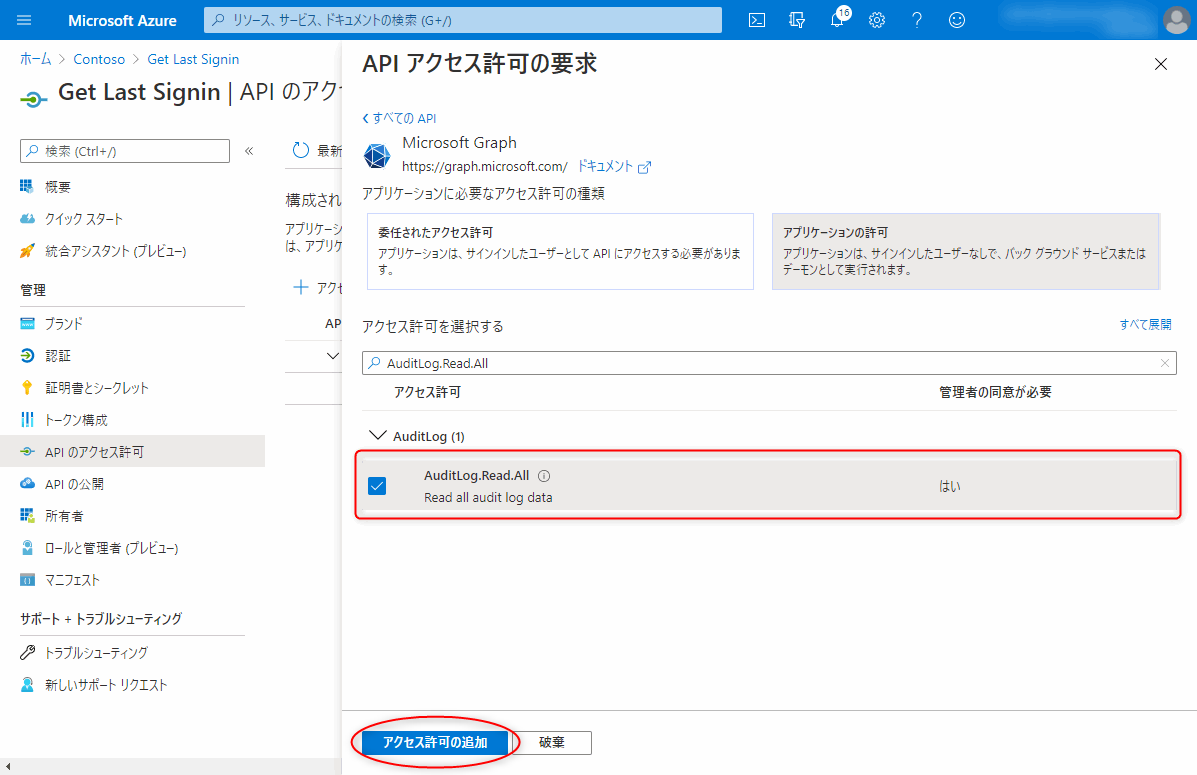 Microsoft Azure
リソース、サービス、ドキュメントの検索 (G+/)
16
ホーム > Contoso > Get Last Signin
Get Last Signin | API のアク
検索 (Ctrl+/)
«
概要
クイック スタート
統合アシスタント (プレビュー)
管理
ブランド
認証
証明書とシークレット
トークン構成
API のアクセス許可
API の公開
所有者
ロールと管理者 (プレビュー)
マニフェスト
サポート + トラブルシューティング
トラブルシューティング
新しいサポート リクエスト
最新
構成され
アプリケーシ
は、アプリケ
アクセ
AP
API アクセス許可の要求
すべての API
Microsoft Graph
https://graph.microsoft.com/ ドキュメント
アプリケーションに必要なアクセス許可の種類
委任されたアクセス許可
アプリケーションは、サインインしたユーザーとして API にアクセスする必要がありま
す。
アプリケーションの許可
アプリケーションは、サインインしたユーザーなしで、バック グラウンド サービスまたは
デーモンとして実行されます。
アクセス許可を選択する
すべて展開
AuditLog.Read.All
アクセス許可 管理者の同意が必要
AuditLog (1)
AuditLog.Read.All
Read all audit log data
はい
アクセス許可の追加 破棄